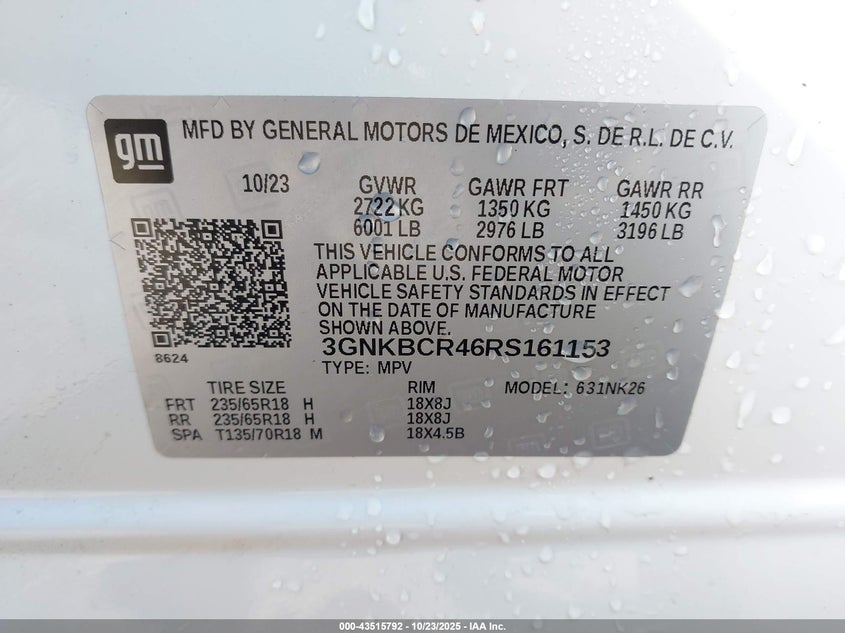 gm MFD BY GENERAL MOTORS DE MEXICO, S. DE R.L. DE C.V.
10/23 GVWR GAWR FRT GAWR RR
2722 KG 1350 KG 1450 KG
6001 LB 2976 LB 3196 LB
THIS VEHICLE CONFORMS TO ALL
APPLICABLE U.S. FEDERAL MOTOR
VEHICLE SAFETY STANDARDS IN EFFECT
ON THE DATE OF MANUFACTURE
SHOWN ABOVE.
8624 3GNKBCR46RS161153
TYPE: MPV
TIRE SIZE RIM MODEL: 631NK26
FRT 235/65R18 H 18X8J
RR 235/65R18 H 18X8J
SPA T135/70R18 M 18X4.5B
000-43515792 - 10/23/2025 - IAA Inc.